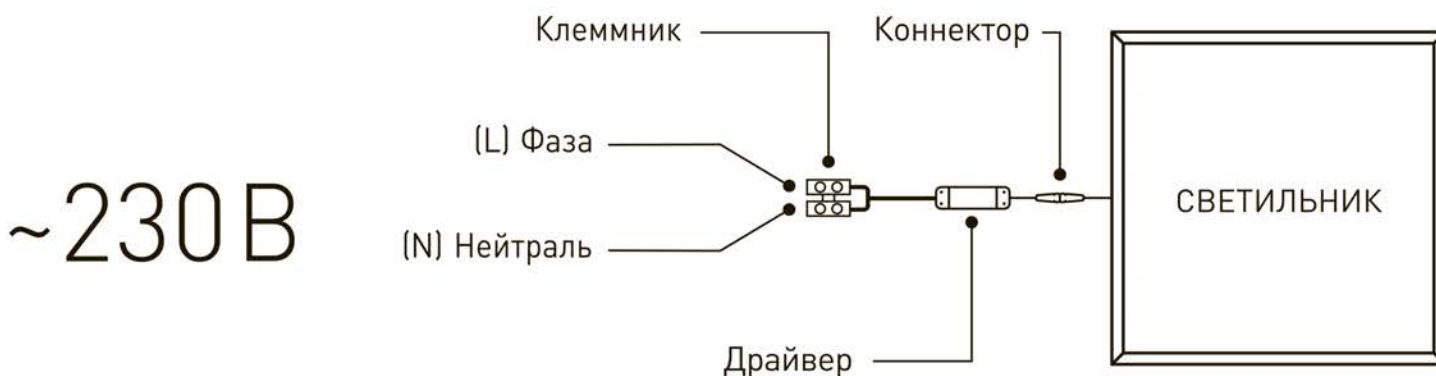 Клеммник
Коннектор
(L) Фаза
~230 В
(N) Нейтраль
СВЕТИЛЬНИК
Драйвер